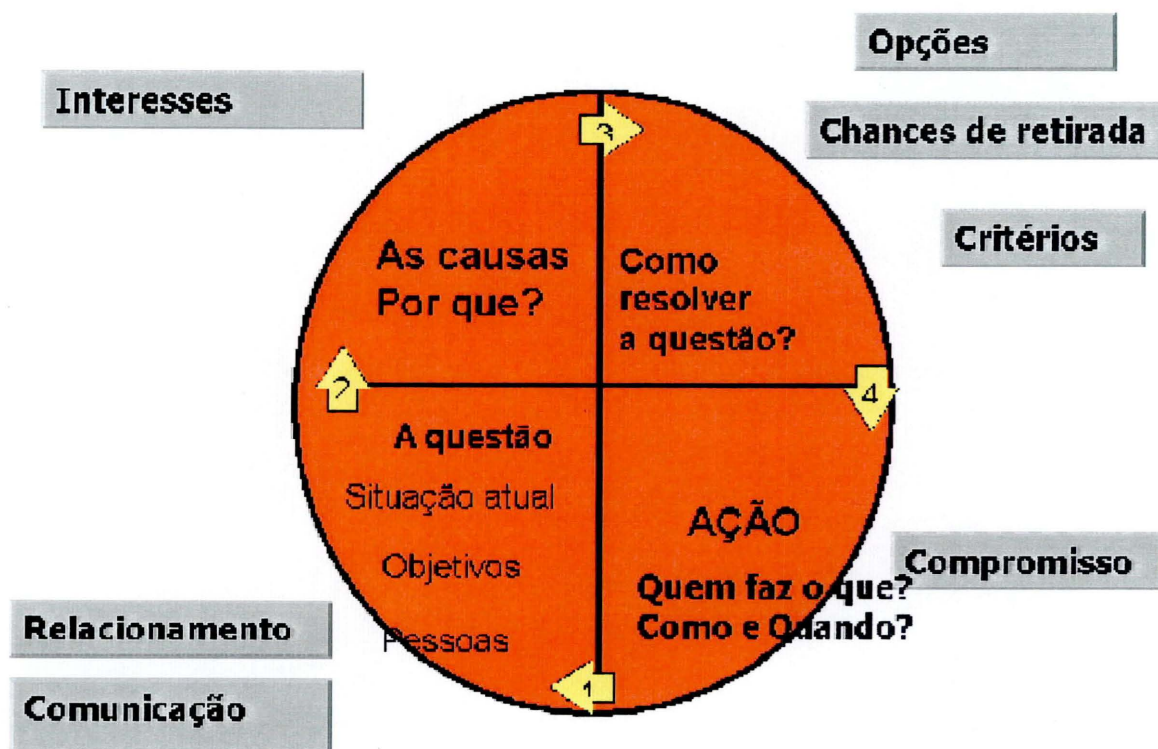 Opções
Interesses
Chances de retirada
3
Critérios
As causas
Por que?
Como
resolver
a questão?
2
4
A questão
Situação atual
Objetivos
Pessoas
AÇÃO
Quem faz o que?
Como e Quando?
Compromisso
Relacionamento
Comunicação
1